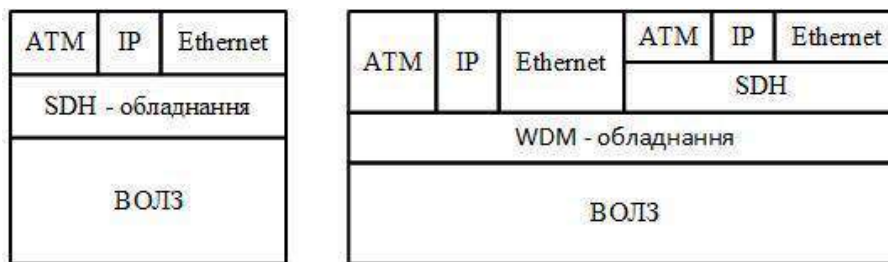 ATM IP Ethernet
SDH - обладнання
ВОЛЗ
ATM IP Ethernet ATM IP Ethernet
SDH
WDM - обладнання
ВОЛЗ